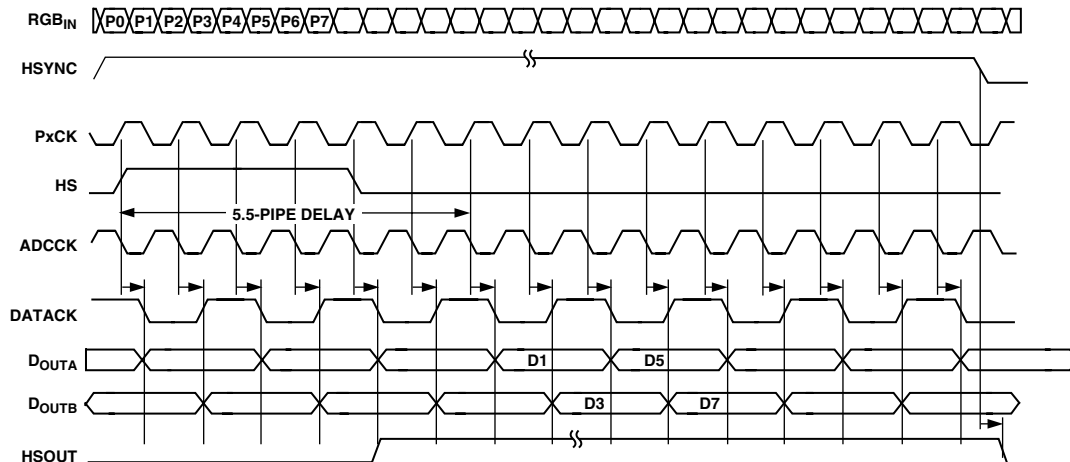 RGBIN P0 P1 P2 P3 P4 P5 P6 P7
HSYNC
PxCK
HS
5.5-PIPE DELAY
ADCCK
DATACK
DOUTA D1 D5
DOUTB D3 D7
HSOUT